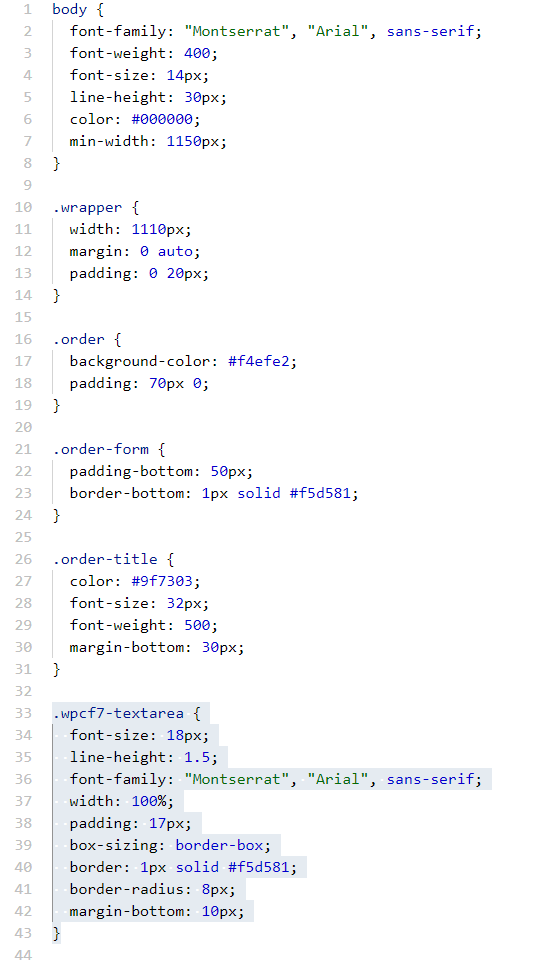 1 body {
2   font-family: "Montserrat", "Arial", sans-serif;
3   font-weight: 400;
4   font-size: 14px;
5   line-height: 30px;
6   color: #000000;
7   min-width: 1150px;
8 }
9
10 .wrapper {
11   width: 1110px;
12   margin: 0 auto;
13   padding: 0 20px;
14 }
15
16 .order {
17   background-color: #f4efe2;
18   padding: 70px 0;
19 }
20
21 .order-form {
22   padding-bottom: 50px;
23   border-bottom: 1px solid #f5d581;
24 }
25
26 .order-title {
27   color: #9f7303;
28   font-size: 32px;
29   font-weight: 500;
30   margin-bottom: 30px;
31 }
32
33 .wpcf7-textarea {
34   font-size: 18px;
35   line-height: 1.5;
36   font-family: "Montserrat", "Arial", sans-serif;
37   width: 100%;
38   padding: 17px;
39   box-sizing: border-box;
40   border: 1px solid #f5d581;
41   border-radius: 8px;
42   margin-bottom: 10px;
43 }
44